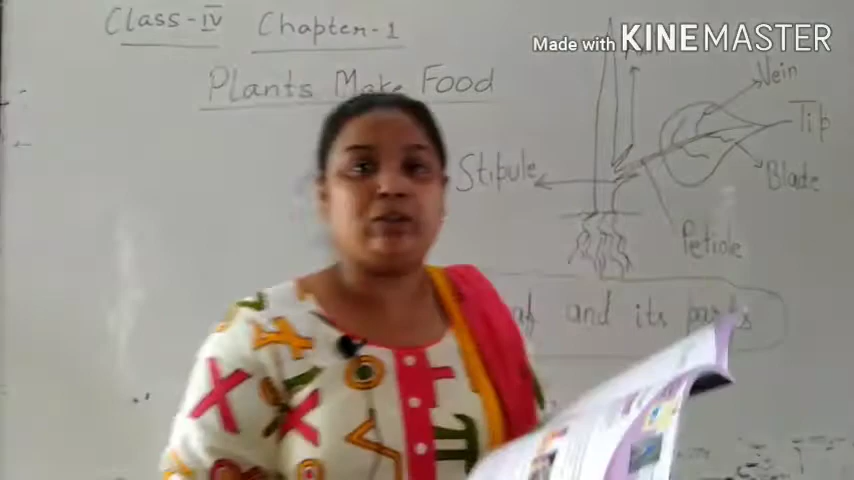 Class-IV Chapter-1
Plants Make Food
Made with KINEMASTER
Vein
Tip
Stipule
Blade
Petiole
and its parts